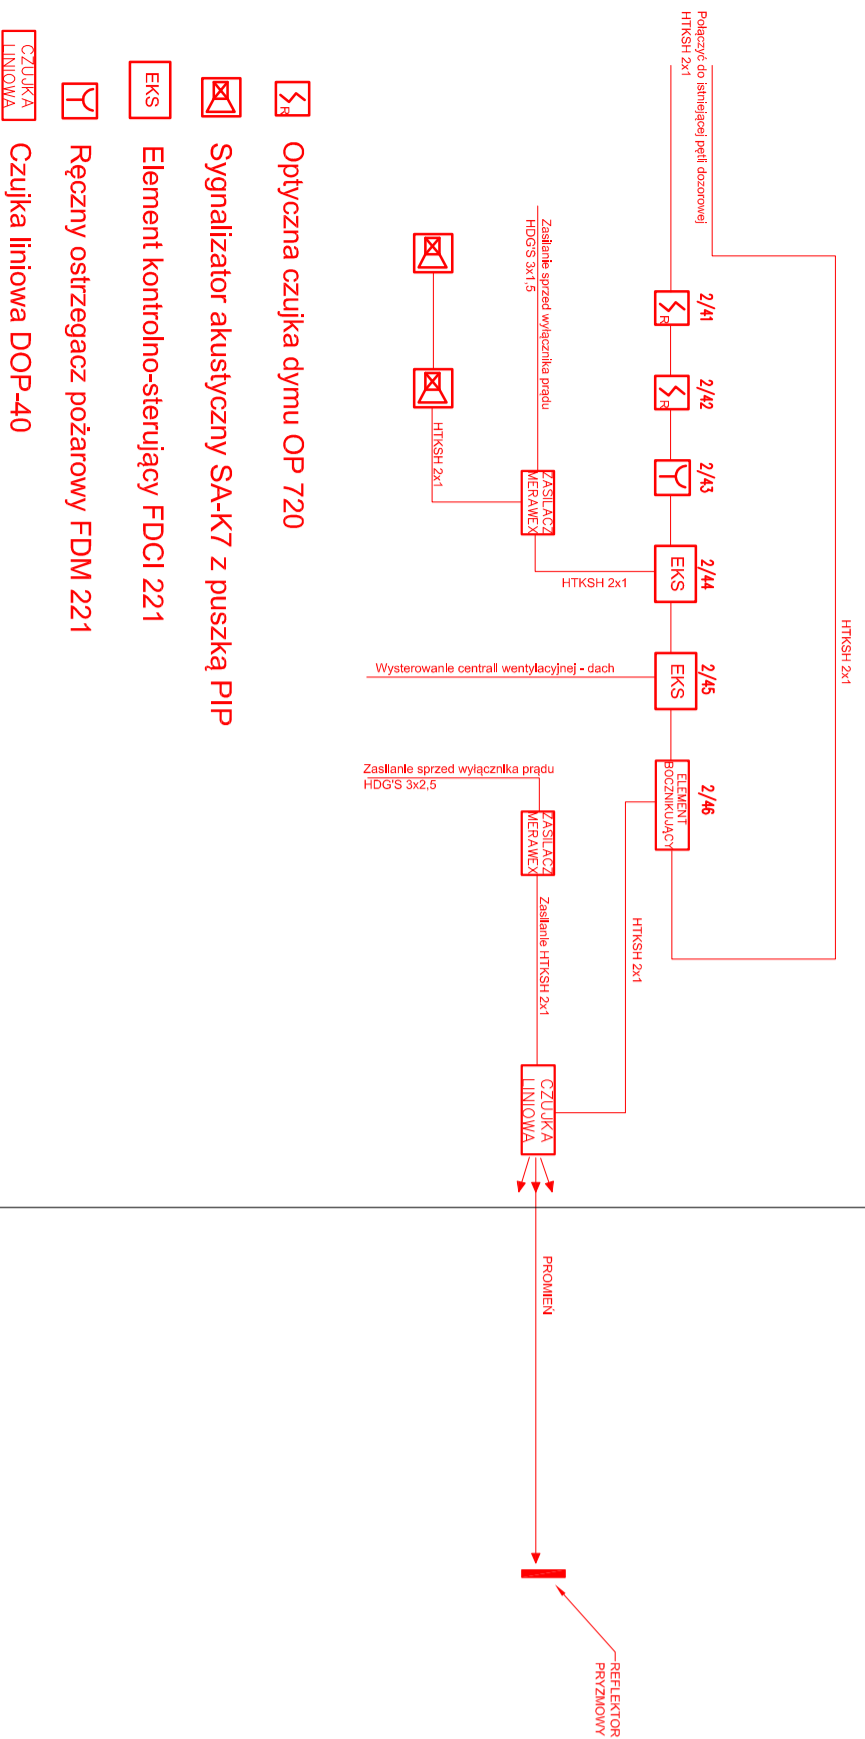 HTKSH 2x1
Połączyć do istniejącej pętli dozorowej
HTKSH 2x1
2/41
2/42
2/43
2/44
2/45
2/46
R
R
EKS
EKS
ELEMENT
BOCZNIKUJĄCY
HTKSH 2x1
HTKSH 2x1
Zasilanie sprzed wyłącznika prądu
HDG'S 3x1,5
ZASILACZ
MERAWEX
HTKSH 2x1
Wysterowanie centrali wentylacyjnej - dach
Zasilanie sprzed wyłącznika prądu
HDG'S 3x2,5
ZASILACZ
MERAWEX
Zasilanie HTKSH 2x1
CZUJKA
LINIOWA
PROMIEŃ
REFLEKTOR
PRYZMOWY
R
Optyczna czujka dymu OP 720
Sygnalizator akustyczny SA-K7 z puszką PIP
EKS
Element kontrolno-sterujący FDCI 221
Ręczny ostrzegacz pożarowy FDM 221
CZUJKA
LINIOWA
Czujka liniowa DOP-40